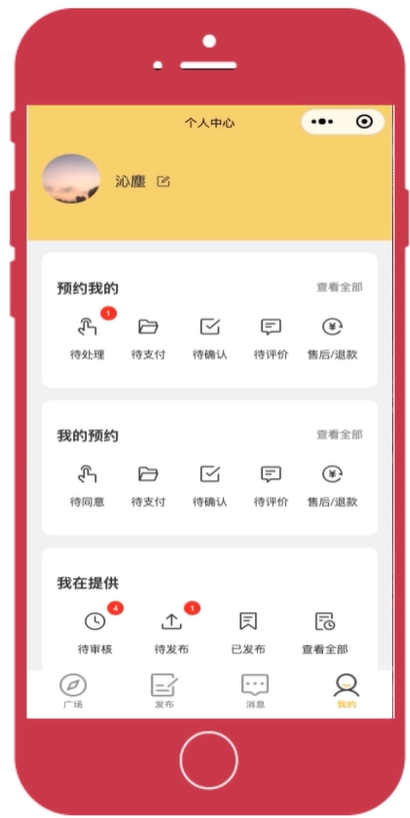 个人中心
沁塵
预约我的 查看全部
1
待处理 待支付 待确认 待评价 售后/退款
我的预约 查看全部
待同意 待支付 待确认 待评价 售后/退款
我在提供
4 1
待审核 待发布 已发布 查看全部
广场 发布 消息 我的